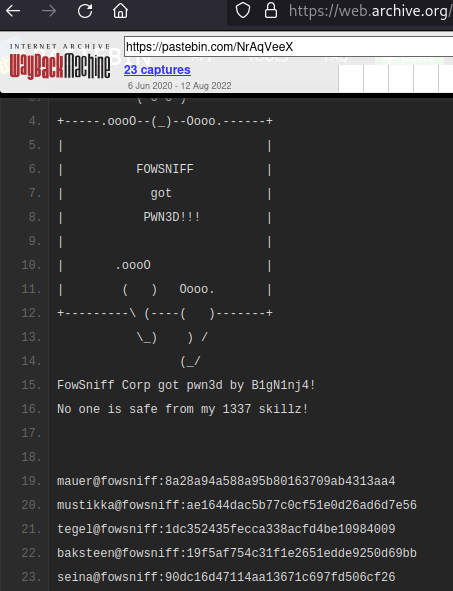 https://web.archive.org/
INTERNET ARCHIVE
WayBackMachine
https://pastebin.com/NrAqVeeX
23 captures
6 Jun 2020 - 12 Aug 2022
4. +-----.oooO--(_)--Oooo.------+
5. |                            |
6. |          FOWSNIFF          |
7. |            got             |
8. |           PWN3D!!!         |
9. |                            |
10. |       .oooO                |
11. |        (   )   Oooo.       |
12. +---------\ (----(   )-------+
13.            \_)    ) /
14.                  (_/
15. FowSniff Corp got pwn3d by B1gN1nj4!
16. No one is safe from my 1337 skillz!
17.
18.
19. mauer@fowsniff:8a28a94a588a95b80163709ab4313aa4
20. mustikka@fowsniff:ae1644dac5b77c0cf51e0d26ad6d7e56
21. tegel@fowsniff:1dc352435fecca338acfd4be10984009
22. baksteen@fowsniff:19f5af754c31f1e2651edde9250d69bb
23. seina@fowsniff:90dc16d47114aa13671c697fd506cf26